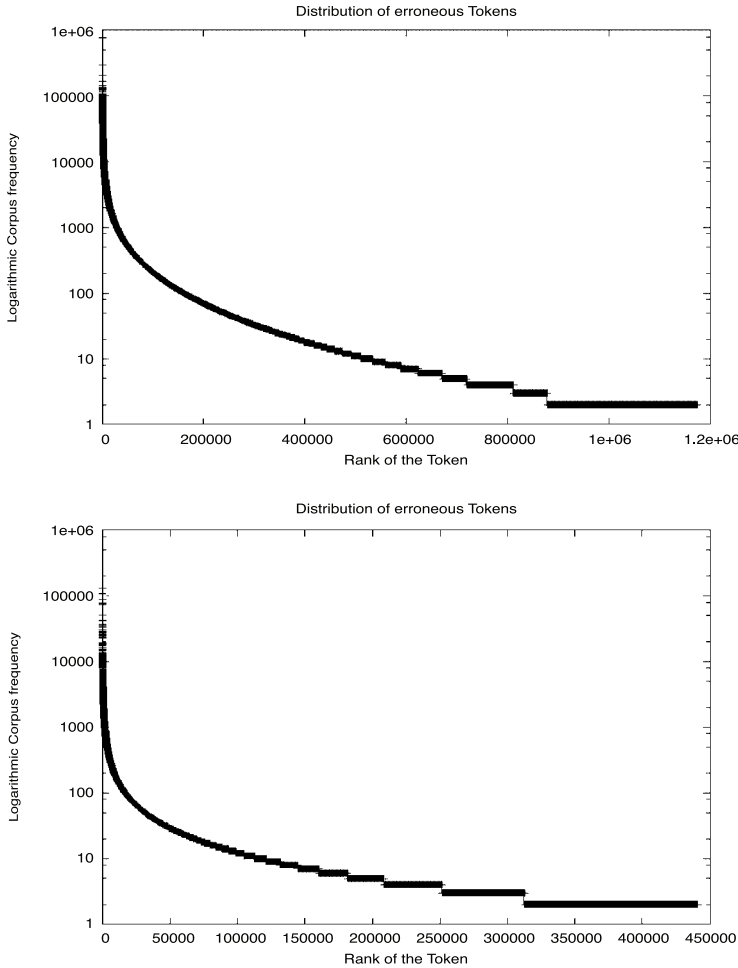 Distribution of erroneous Tokens
1e+06
100000
10000
1000
100
10
1
Logarithmic Corpus frequency
0 200000 400000 600000 800000 1e+06 1.2e+06
Rank of the Token
Distribution of erroneous Tokens
1e+06
100000
10000
1000
100
10
1
Logarithmic Corpus frequency
0 50000 100000 150000 200000 250000 300000 350000 400000 450000
Rank of the Token